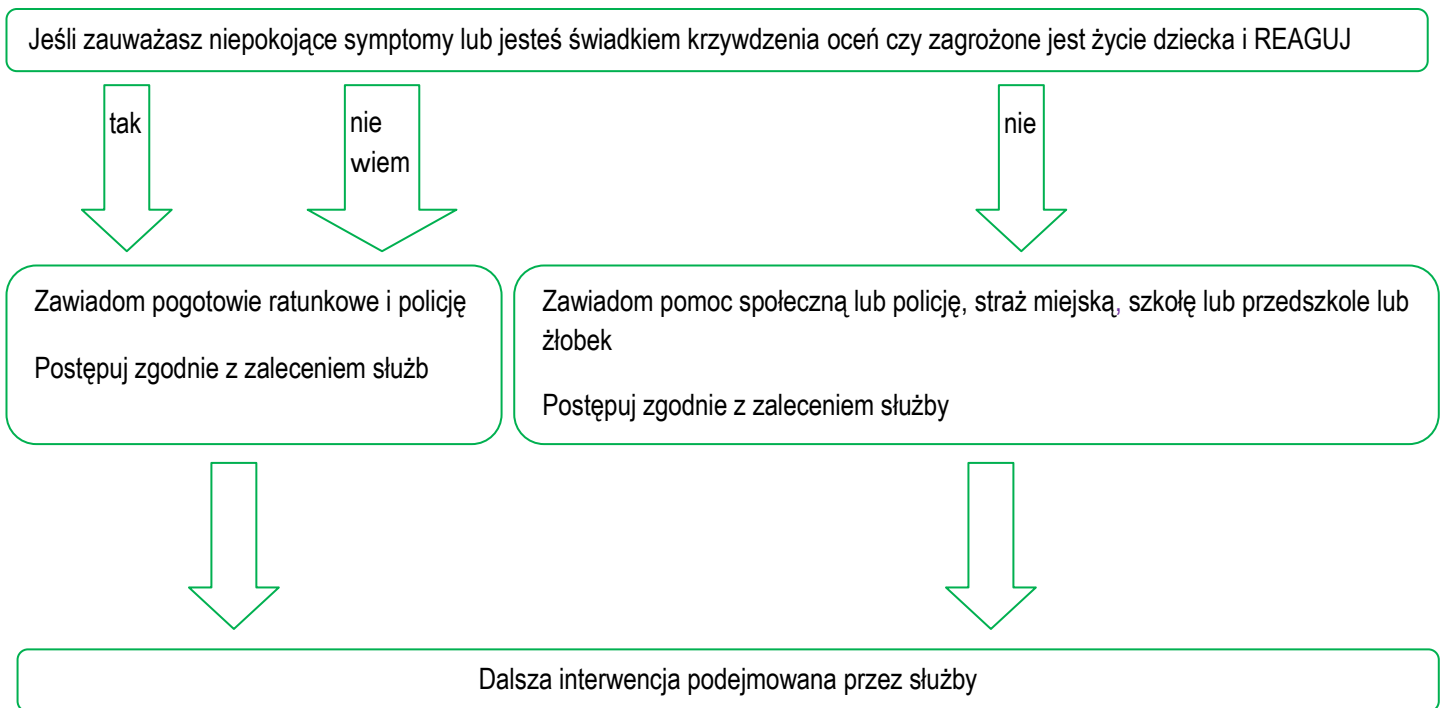 Jeśli zauważasz niepokojące symptomy lub jesteś świadkiem krzywdzenia oceń czy zagrożone jest życie dziecka i REAGUJ
tak
nie
wiem
nie
Zawiadom pogotowie ratunkowe i policję
Postępuj zgodnie z zaleceniem służb
Zawiadom pomoc społeczną lub policję, straż miejską, szkołę lub przedszkole lub
żłobek
Postępuj zgodnie z zaleceniem służby
Dalsza interwencja podejmowana przez służby